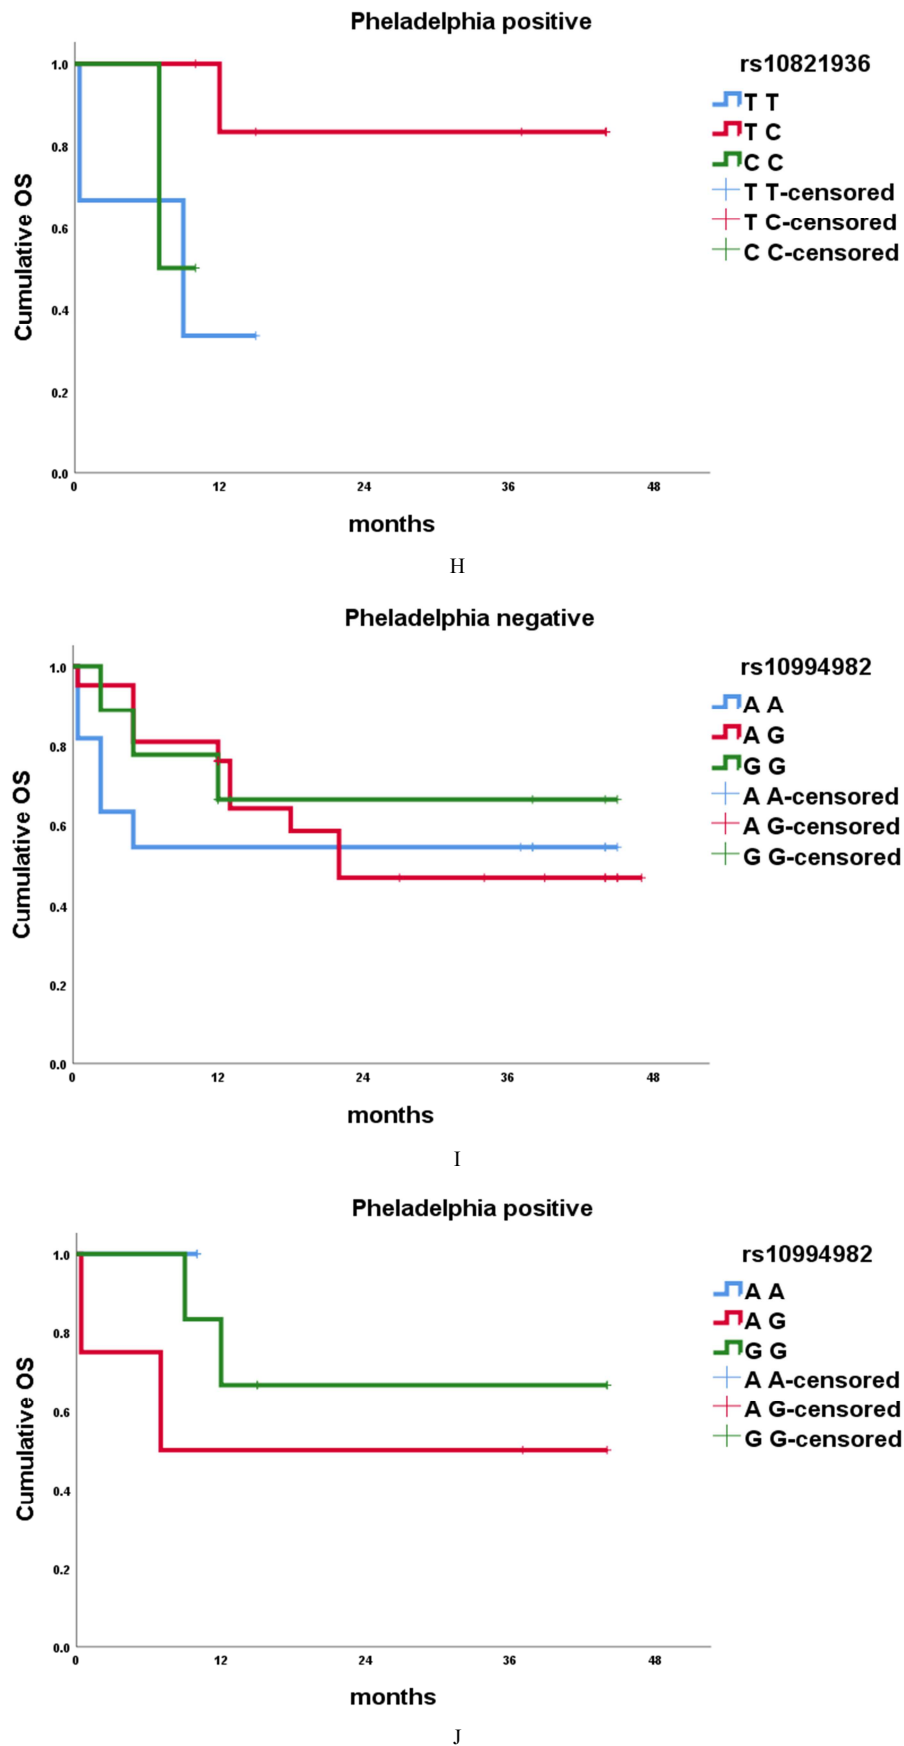 Pheladelphia positive
rs10821936
T T
T C
C C
T T-censored
T C-censored
C C-censored
Cumulative OS
1.0
0.8
0.6
0.4
0.2
0.0
0 12 24 36 48
months
H
Pheladelphia negative
rs10994982
A A
A G
G G
A A-censored
A G-censored
G G-censored
Cumulative OS
1.0
0.8
0.6
0.4
0.2
0.0
0 12 24 36 48
months
I
Pheladelphia positive
rs10994982
A A
A G
G G
A A-censored
A G-censored
G G-censored
Cumulative OS
1.0
0.8
0.6
0.4
0.2
0.0
0 12 24 36 48
months
J